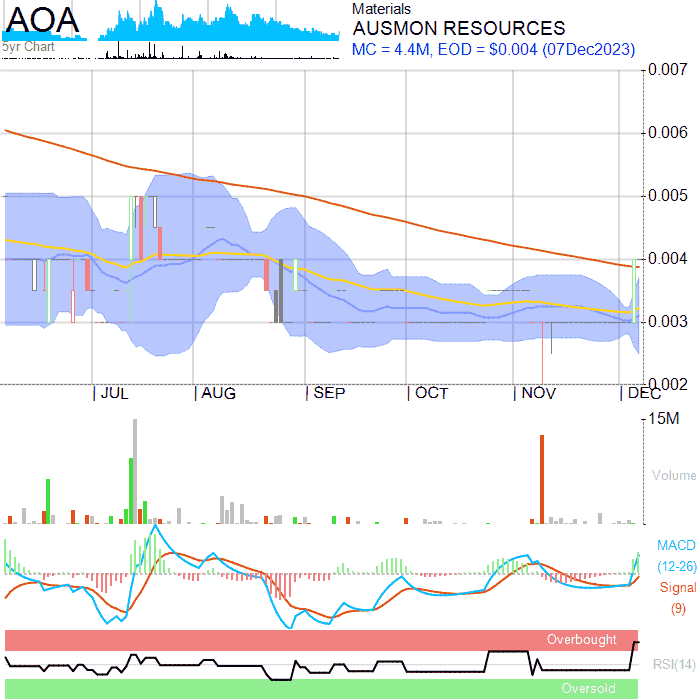 AOA
5yr Chart
Materials
AUSMON RESOURCES
MC = 4.4M, EOD = $0.004 (07Dec2023)
0.007
0.006
0.005
0.004
0.003
0.002
JUL AUG SEP OCT NOV DEC
15M
Volume
MACD
(12-26)
Signal
(9)
Overbought
RSI(14)
Oversold